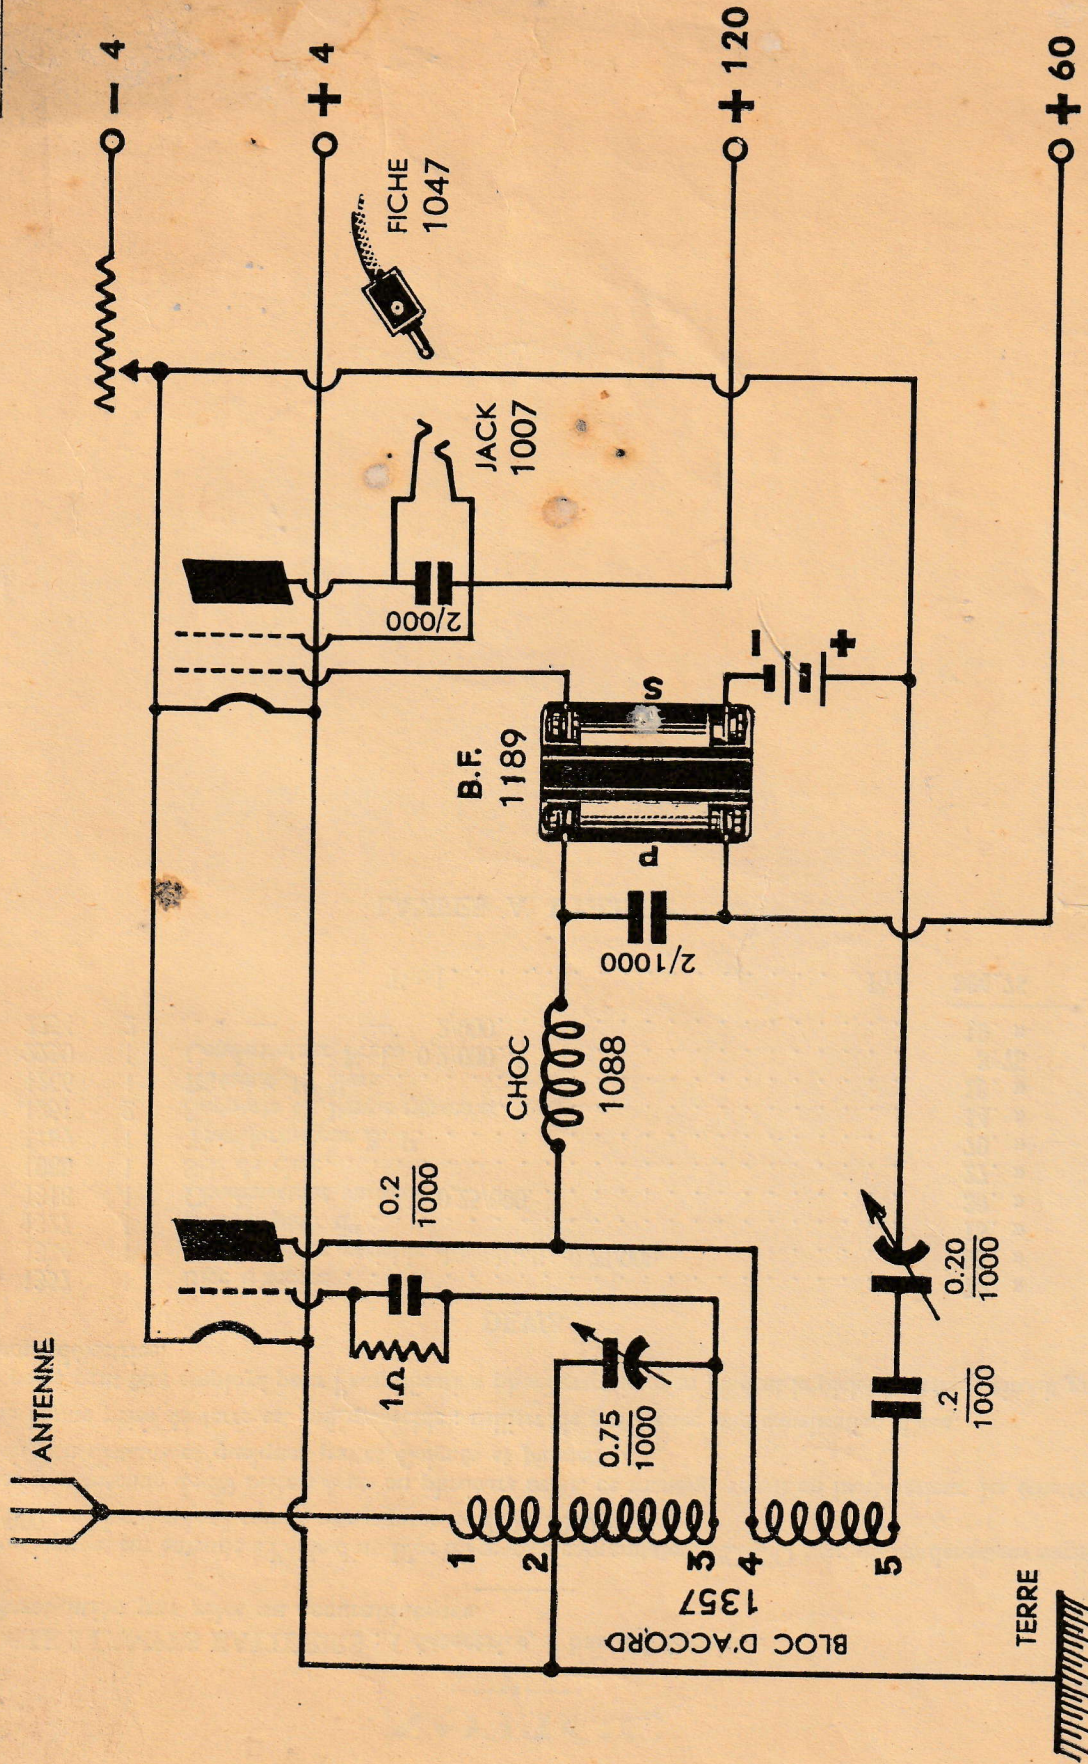 ANTENNE
− 4
+ 4
FICHE
1047
JACK
1007
+ 120
+ 60
2/000
B.F.
1189
S
P
− 
+
2/1000
CHOC
1088
0.2
1000
1Ω
0.75
1000
0.20
1000
.2
1000
1
2
3
4
5
BLOC D'ACCORD
1357
TERRE